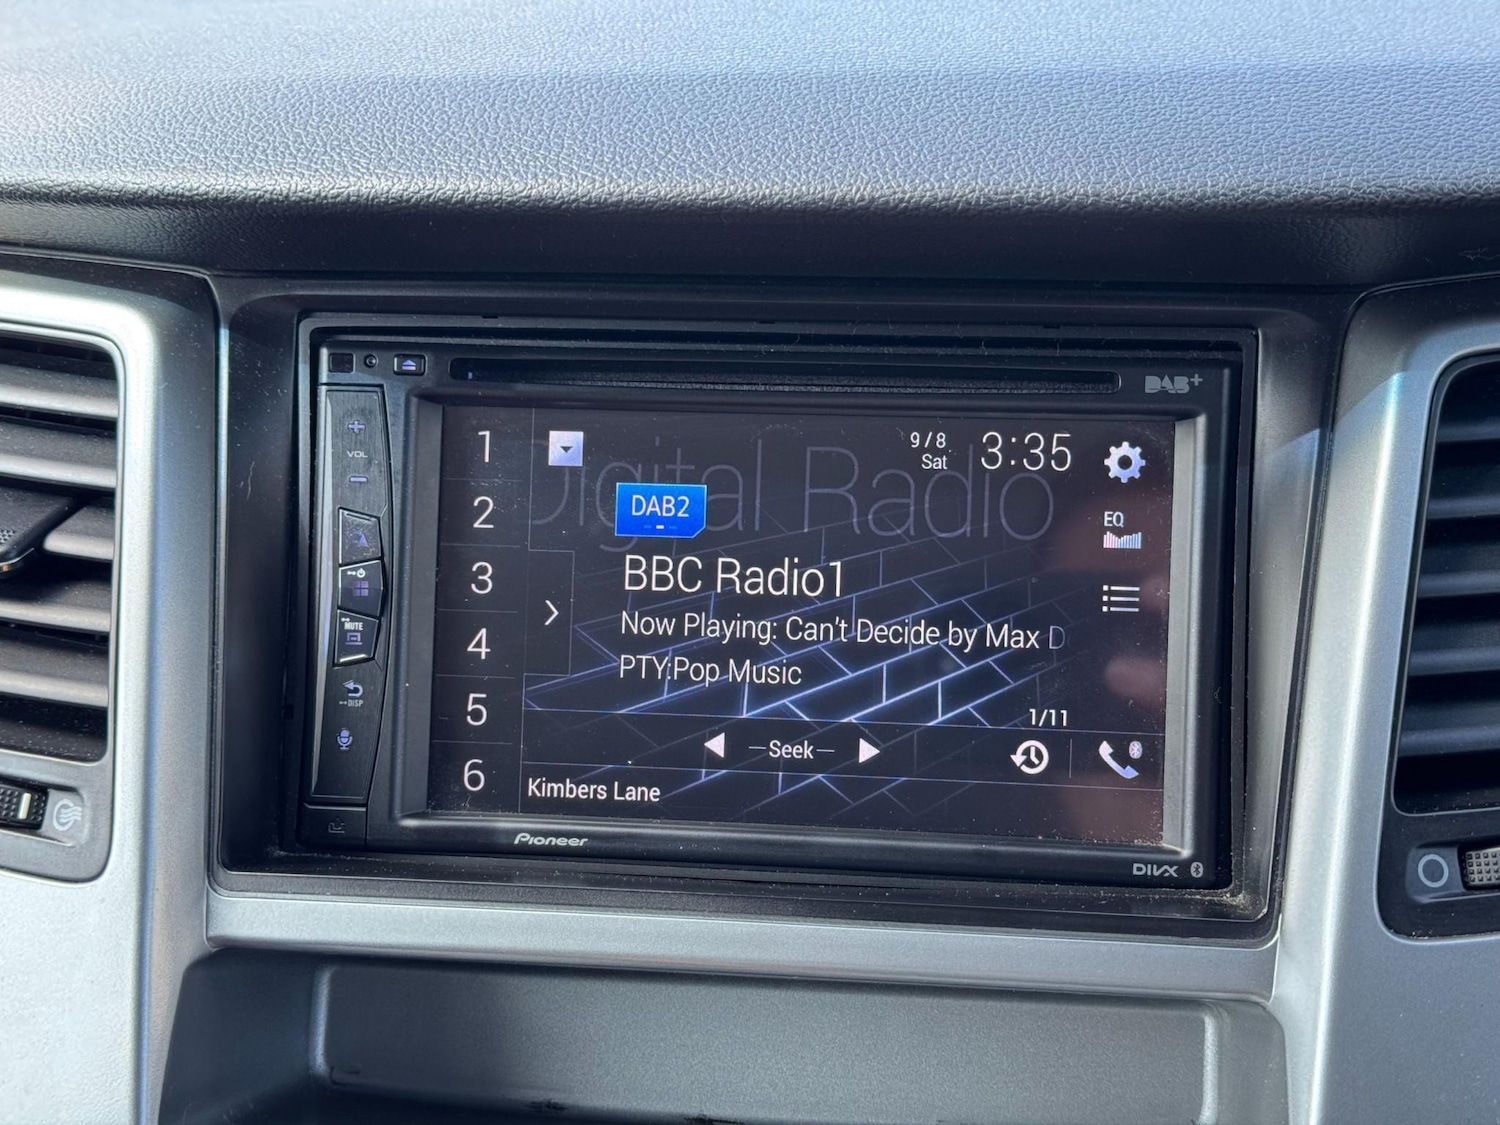 DAB+
VOL
MUTE
DISP
1
2
3
4
5
6
Digital Radio
9/8
Sat
3:35
DAB2
EQ
BBC Radio1
Now Playing: Can't Decide by Max D
PTY:Pop Music
1/11
Seek
Kimbers Lane
Pioneer
DIVX